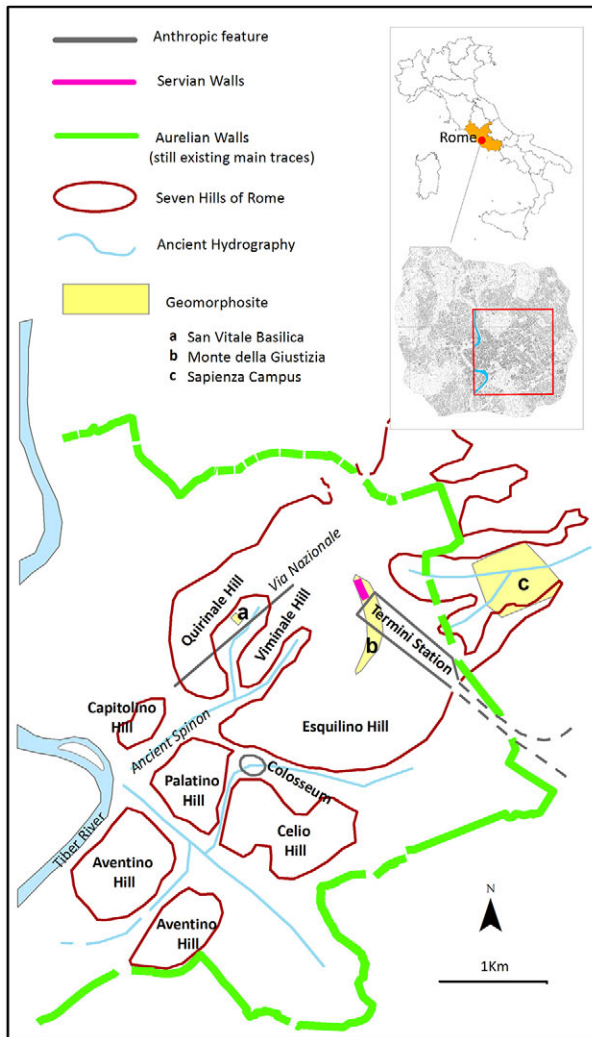 Anthropic feature
Servian Walls
Aurelian Walls
(still existing main traces)
Seven Hills of Rome
Ancient Hydrography
Geomorphosite
a San Vitale Basilica
b Monte della Giustizia
c Sapienza Campus
Rome
Via Nazionale
Quirinale Hill
a
Viminale Hill
c
Termini Station
b
Capitolino
Hill
Ancient Spinon
Esquilino Hill
Palatino
Hill
Colosseum
Celio
Hill
Tiber River
Aventino
Hill
Aventino
Hill
N
1Km